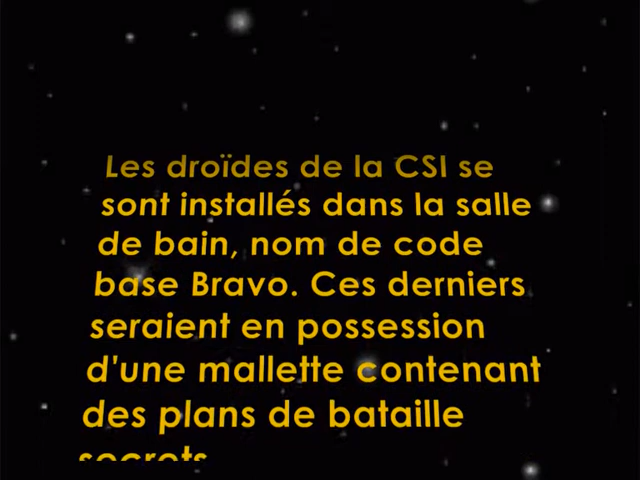 Les droïdes de la CSI se
sont installés dans la salle
de bain, nom de code
base Bravo. Ces derniers
seraient en possession
d'une mallette contenant
des plans de bataille
secrets